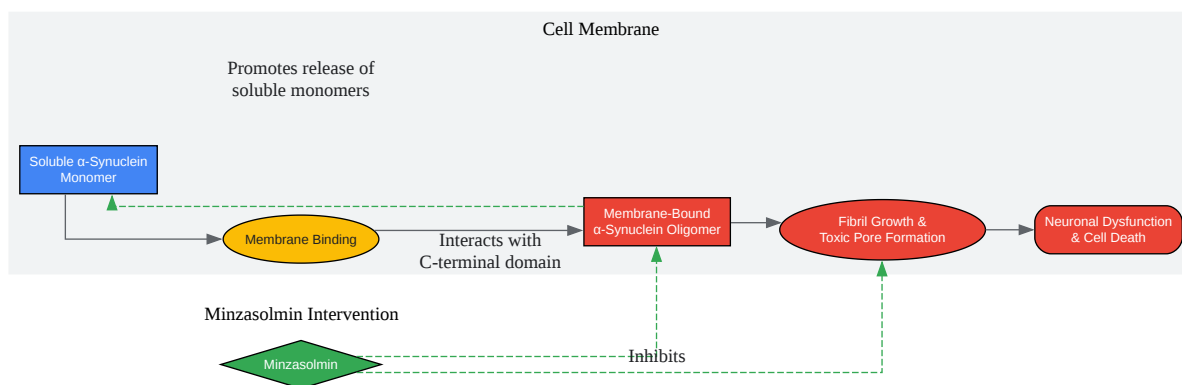 Cell Membrane
Promotes release of
soluble monomers
Soluble α-Synuclein
Monomer
Membrane Binding
Interacts with
C-terminal domain
Membrane-Bound
α-Synuclein Oligomer
Fibril Growth &
Toxic Pore Formation
Neuronal Dysfunction
& Cell Death
Minzasolmin Intervention
Minzasolmin
Inhibits